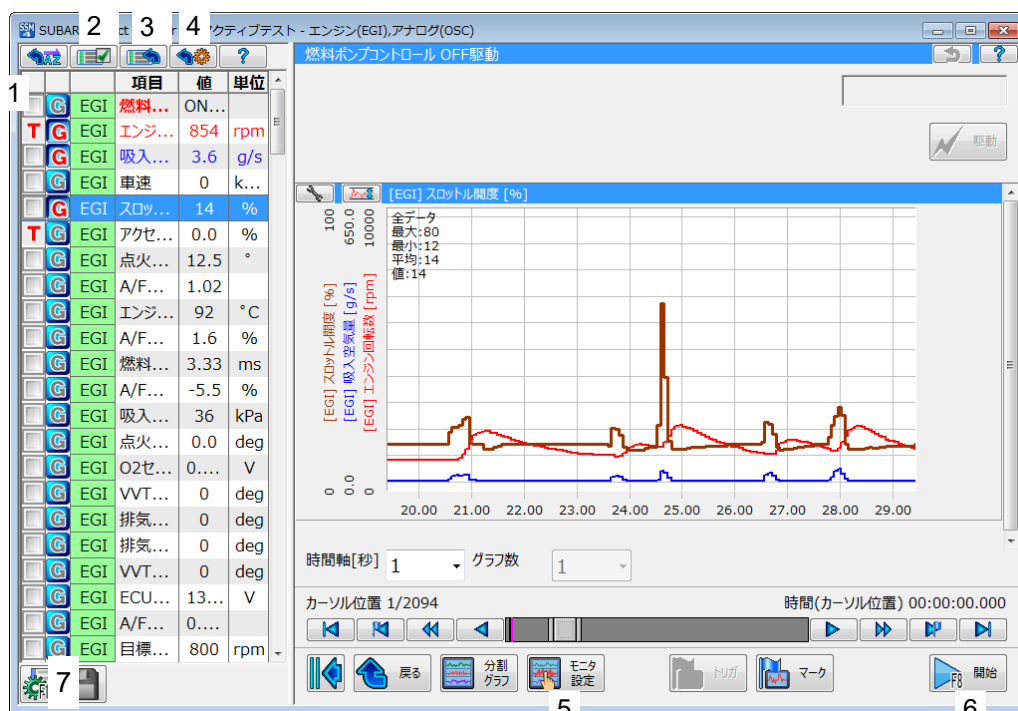 SUBAR ct r アクティブテスト - エンジン(EGI),アナログ(OSC)
2 3 4
AZ ?
燃料ポンプコントロール OFF駆動
?
1
項目 値 単位
G EGI 燃料... ON...
T G EGI エンジ... 854 rpm
G EGI 吸入... 3.6 g/s
G EGI 車速 0 k...
G EGI スロッ... 14 %
T G EGI アクセ... 0.0 %
G EGI 点火... 12.5 °
G EGI A/F... 1.02
G EGI エンジ... 92 °C
G EGI A/F... 1.6 %
G EGI 燃料... 3.33 ms
G EGI A/F... -5.5 %
G EGI 吸入... 36 kPa
G EGI 点火... 0.0 deg
G EGI O2セ... 0.... V
G EGI VVT... 0 deg
G EGI 排気... 0 deg
G EGI 排気... 0 deg
G EGI VVT... 0 deg
G EGI ECU... 13... V
G EGI A/F... 0....
G EGI 目標... 800 rpm
7
駆動
[EGI] スロットル開度 [%]
全データ
最大:80
最小:12
平均:14
値:14
100
650.0
10000
[EGI] スロットル開度 [%]
[EGI] 吸入空気量 [g/s]
[EGI] エンジン回転数 [rpm]
0
0.0
0
20.00 21.00 22.00 23.00 24.00 25.00 26.00 27.00 28.00 29.00
時間軸[秒] 1 グラフ数 1
カーソル位置 1/2094 時間(カーソル位置) 00:00:00.000
戻る
分割
グラフ
モニタ
設定
トリガ
マーク
F8 開始
5 6